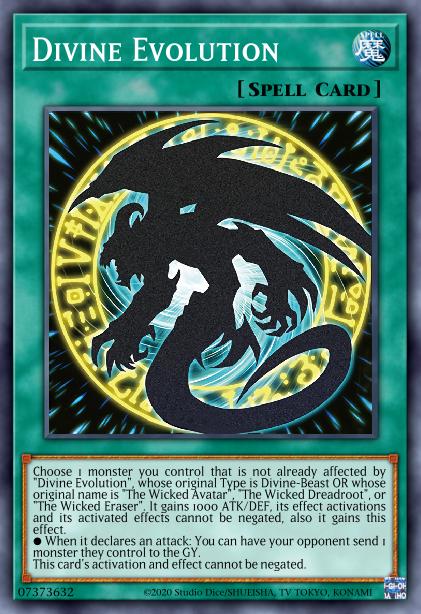 DIVINE EVOLUTION
SPELL
魔
[SPELL CARD]
Choose 1 monster you control that is not already affected by
"Divine Evolution", whose original Type is Divine-Beast OR whose
original name is "The Wicked Avatar", "The Wicked Dreadroot", or
"The Wicked Eraser". It gains 1000 ATK/DEF, its effect activations
and its activated effects cannot be negated, also it gains this
effect.
● When it declares an attack: You can have your opponent send 1
monster they control to the GY.
This card's activation and effect cannot be negated.
07373632
©2020 Studio Dice/SHUEISHA, TV TOKYO, KONAMI